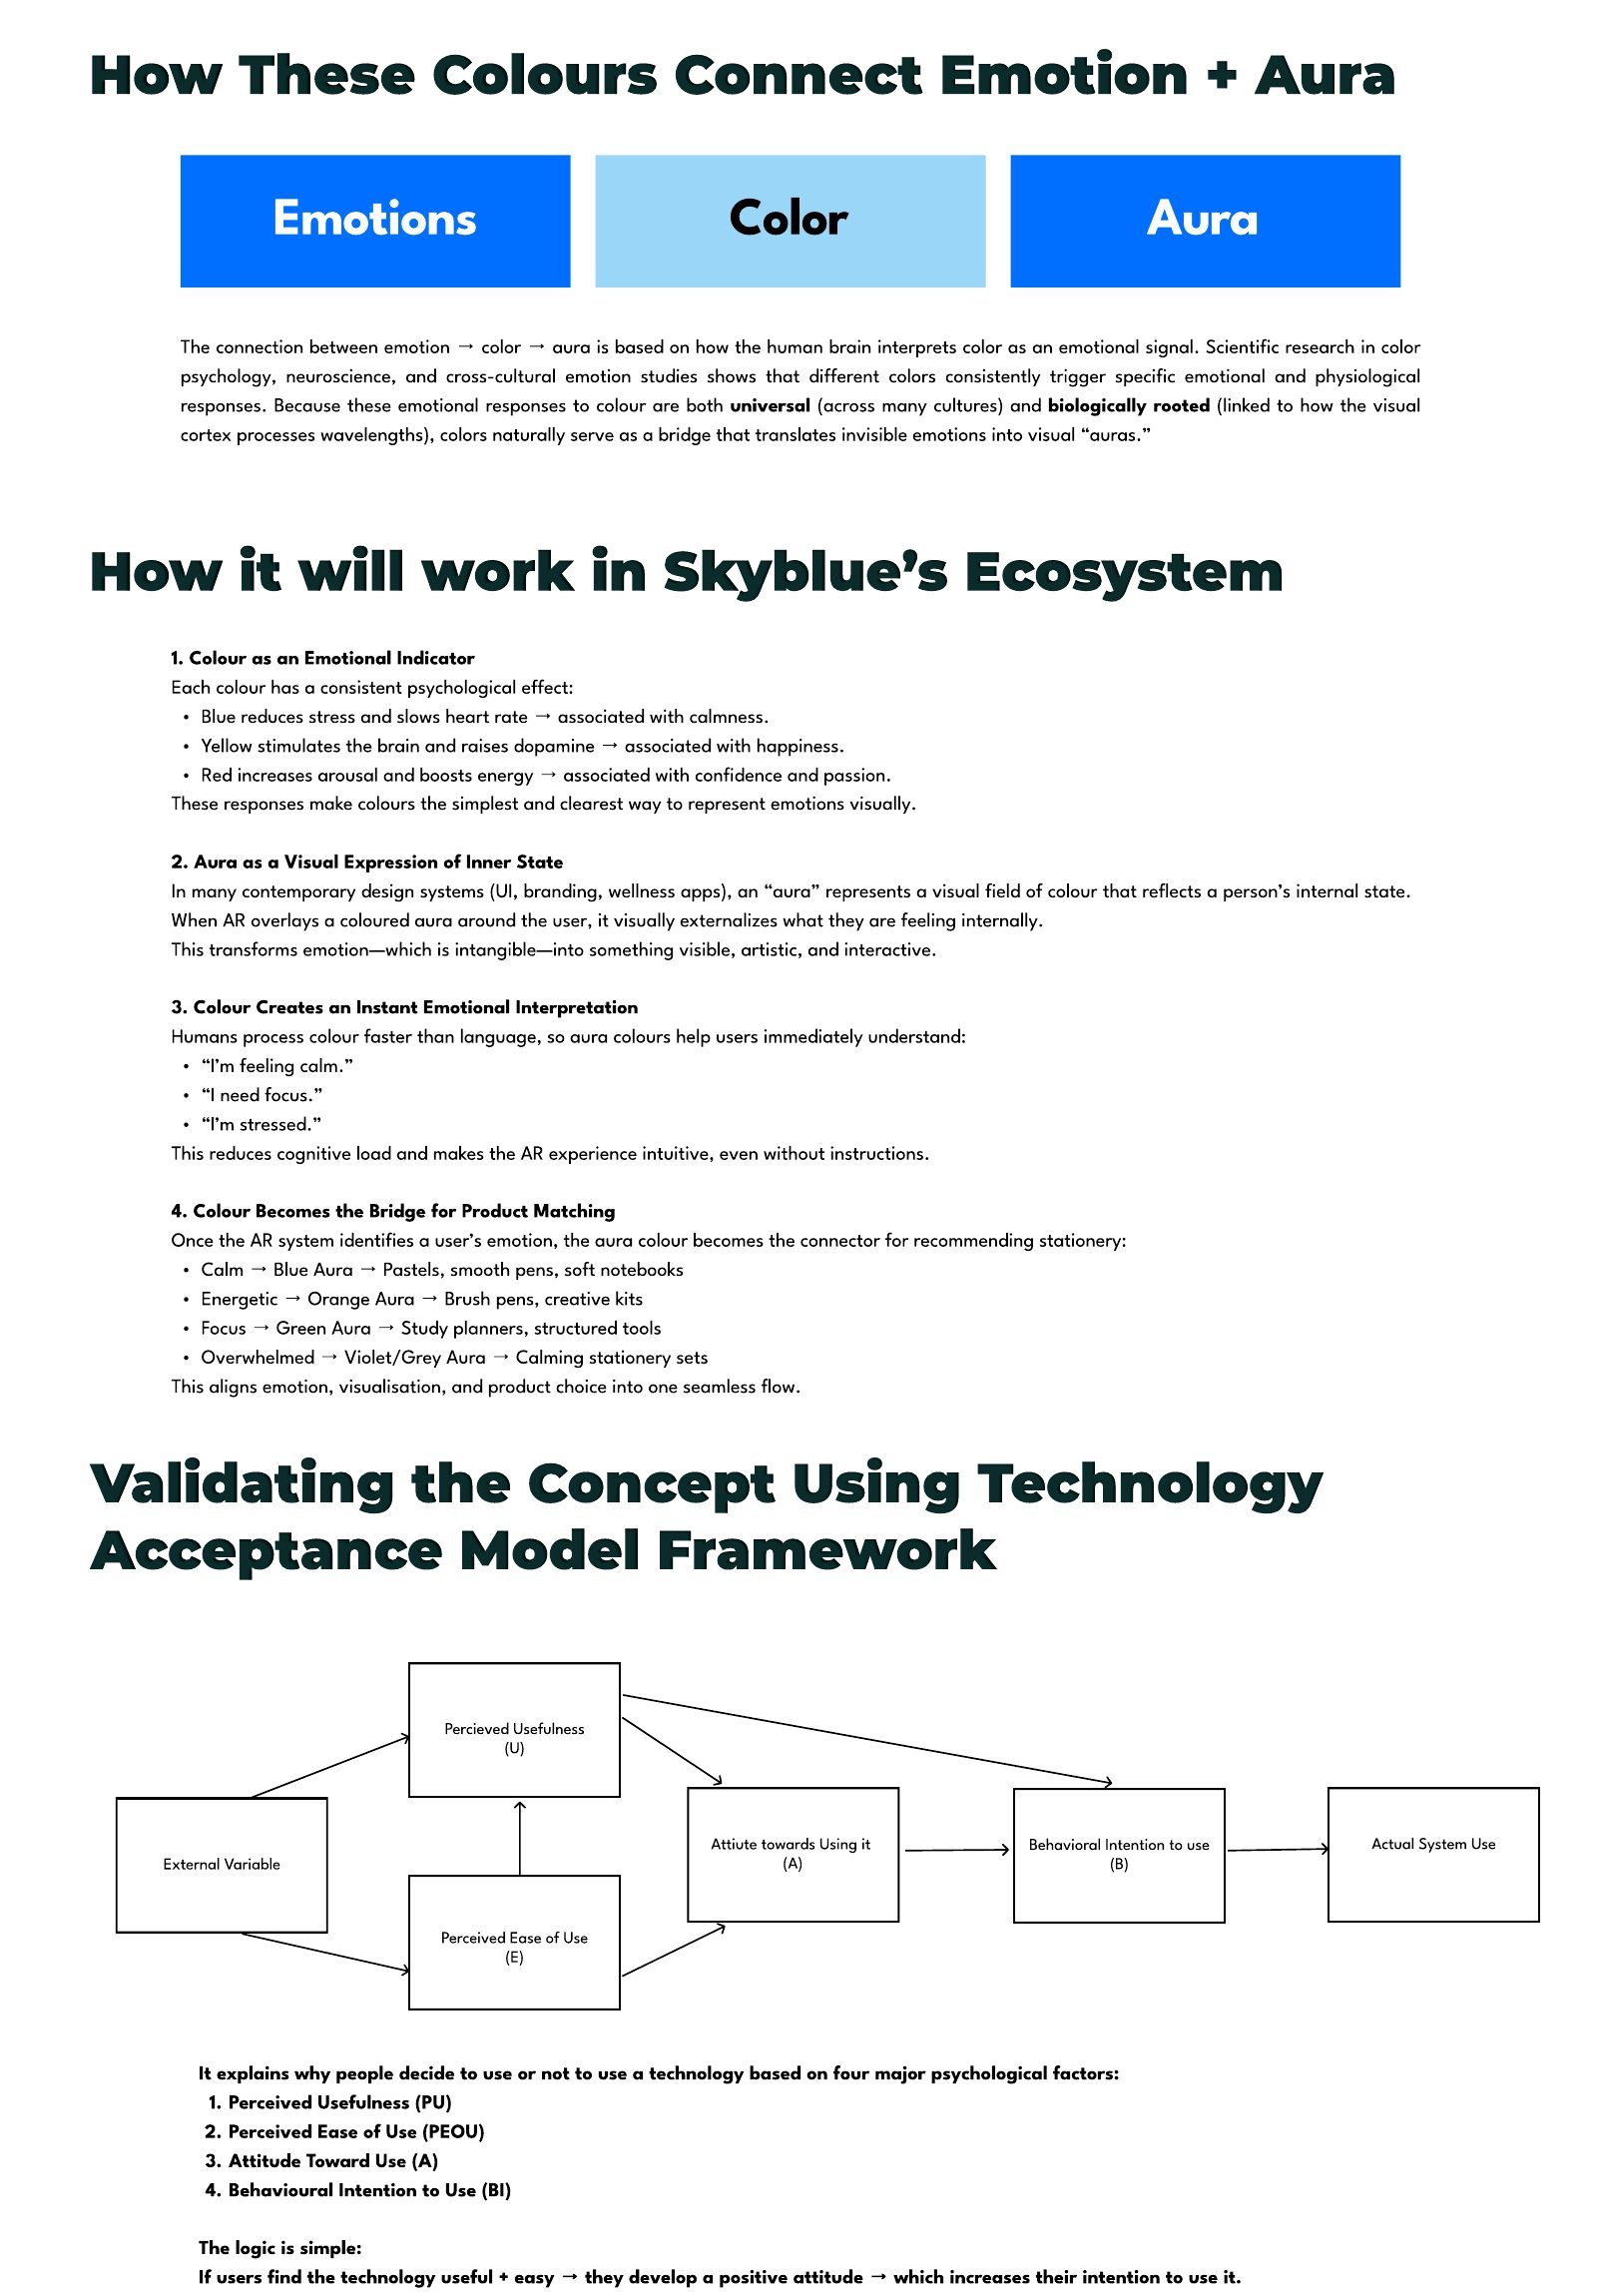 How These Colours Connect Emotion + Aura
Emotions
Color
Aura
The connection between emotion → color → aura is based on how the human brain interprets color as an emotional signal. Scientific research in color
psychology, neuroscience, and cross-cultural emotion studies shows that different colors consistently trigger specific emotional and physiological
responses. Because these emotional responses to colour are both universal (across many cultures) and biologically rooted (linked to how the visual
cortex processes wavelengths), colors naturally serve as a bridge that translates invisible emotions into visual “auras.”
How it will work in Skyblue’s Ecosystem
1. Colour as an Emotional Indicator
Each colour has a consistent psychological effect:
• Blue reduces stress and slows heart rate → associated with calmness.
• Yellow stimulates the brain and raises dopamine → associated with happiness.
• Red increases arousal and boosts energy → associated with confidence and passion.
These responses make colours the simplest and clearest way to represent emotions visually.
2. Aura as a Visual Expression of Inner State
In many contemporary design systems (UI, branding, wellness apps), an “aura” represents a visual field of colour that reflects a person’s internal state.
When AR overlays a coloured aura around the user, it visually externalizes what they are feeling internally.
This transforms emotion—which is intangible—into something visible, artistic, and interactive.
3. Colour Creates an Instant Emotional Interpretation
Humans process colour faster than language, so aura colours help users immediately understand:
• “I’m feeling calm.”
• “I need focus.”
• “I’m stressed.”
This reduces cognitive load and makes the AR experience intuitive, even without instructions.
4. Colour Becomes the Bridge for Product Matching
Once the AR system identifies a user’s emotion, the aura colour becomes the connector for recommending stationery:
• Calm → Blue Aura → Pastels, smooth pens, soft notebooks
• Energetic → Orange Aura → Brush pens, creative kits
• Focus → Green Aura → Study planners, structured tools
• Overwhelmed → Violet/Grey Aura → Calming stationery sets
This aligns emotion, visualisation, and product choice into one seamless flow.
Validating the Concept Using Technology
Acceptance Model Framework
Percieved Usefulness
(U)
External Variable
Perceived Ease of Use
(E)
Attiute towards Using it
(A)
Behavioral Intention to use
(B)
Actual System Use
It explains why people decide to use or not to use a technology based on four major psychological factors:
1. Perceived Usefulness (PU)
2. Perceived Ease of Use (PEOU)
3. Attitude Toward Use (A)
4. Behavioural Intention to Use (BI)
The logic is simple:
If users find the technology useful + easy → they develop a positive attitude → which increases their intention to use it.